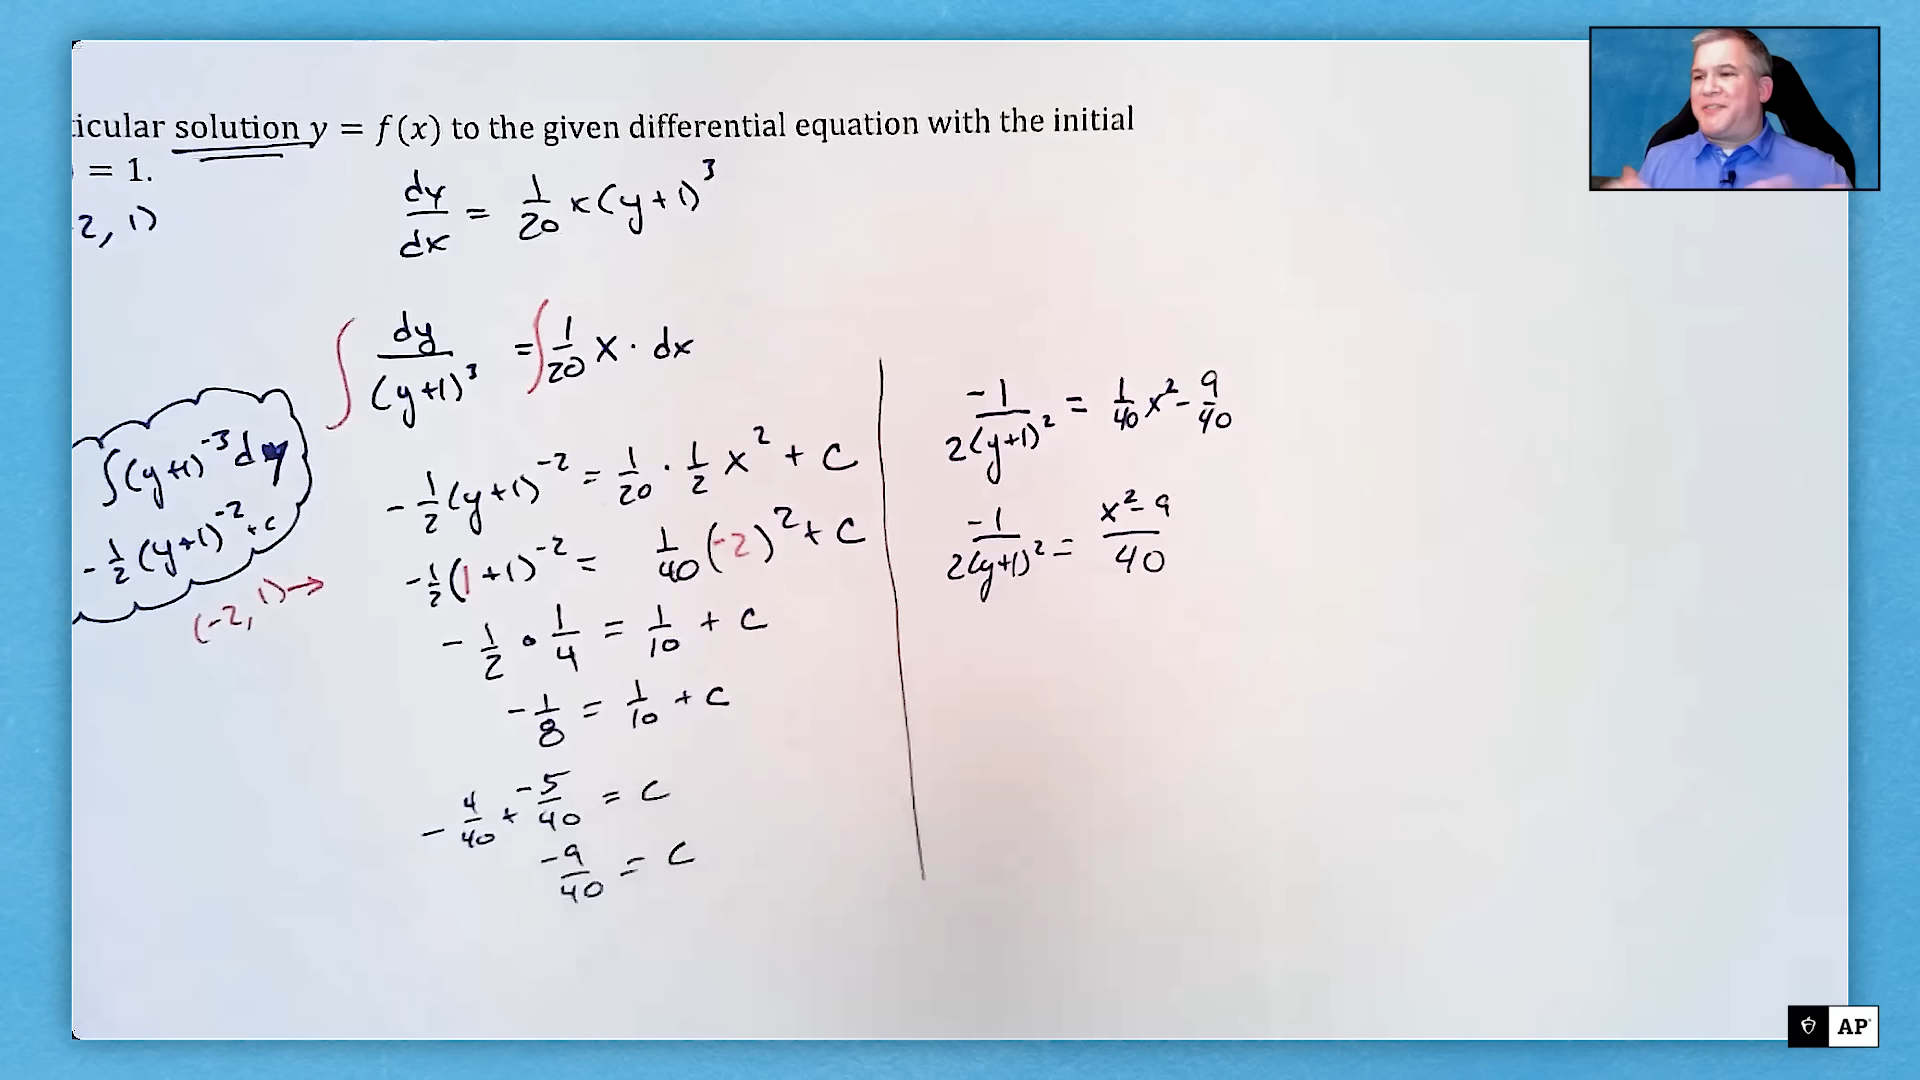 icular solution y = f(x) to the given differential equation with the initial
= 1.
2, 1)
dy/dx = 1/20 x(y+1)^3
∫ dy/(y+1)^3 = ∫ 1/20 x · dx
∫(y+1)^-3 dy
-1/2 (y+1)^-2 + c
(-2, 1) →
-1/2 (y+1)^-2 = 1/20 · 1/2 x^2 + C
-1/2 (1+1)^-2 = 1/40 (-2)^2 + C
-1/2 • 1/4 = 1/10 + C
-1/8 = 1/10 + C
-4/40 + -5/40 = C
-9/40 = C
-1/2(y+1)^2 = 1/40 x^2 - 9/40
-1/2(y+1)^2 = x^2-9/40
AP